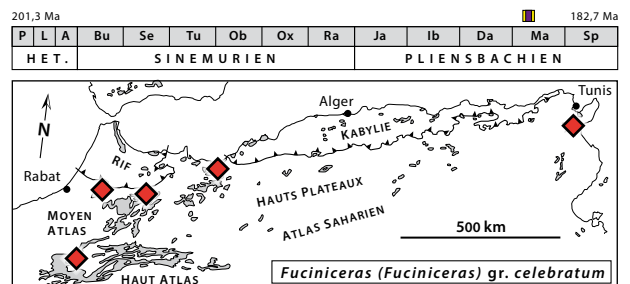 201,3 Ma 182,7 Ma
P L A Bu Se Tu Ob Ox Ra Ja Ib Da Ma Sp
HET. SINEMURIEN PLIENSBACHIEN
Tunis
Alger
N
KABYLIE
RIF
Rabat
HAUTS PLATEAUX
MOYEN
ATLAS
ATLAS SAHARIEN
500 km
HAUT ATLAS
Fuciniceras (Fuciniceras) gr. celebratum